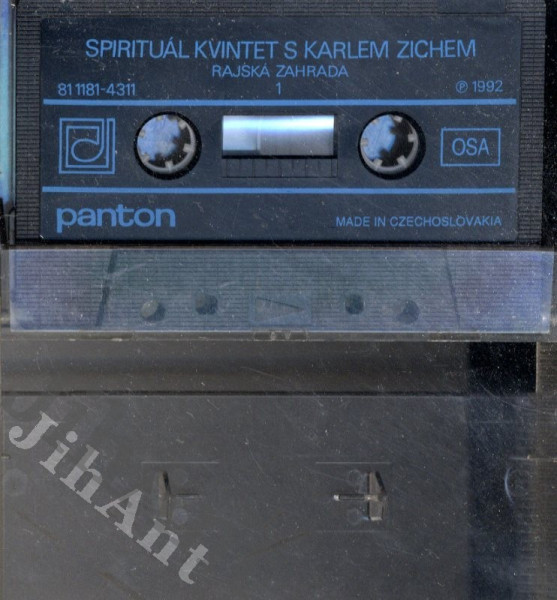 SPIRITUÁL KVINTET S KARLEM ZICHEM
RAJSKÁ ZAHRADA
81 1181-4311 1 ℗ 1992
OSA
panton
MADE IN CZECHOSLOVAKIA
JihAnt